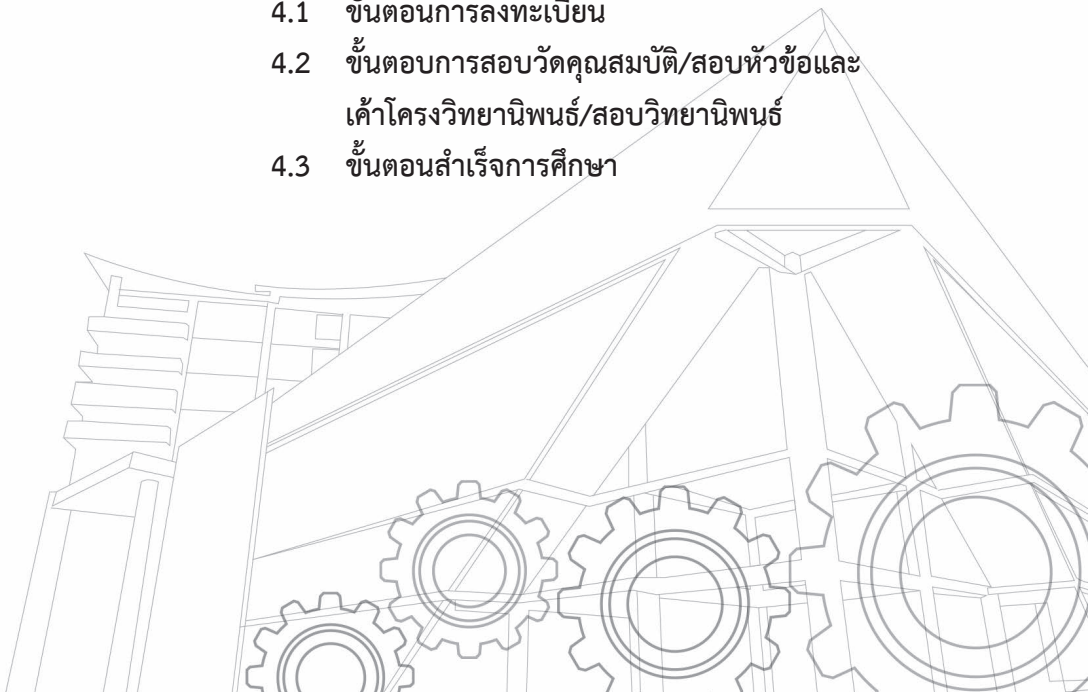 4.1 ขั้นตอนการลงทะเบียน
4.2 ขั้นตอบการสอบวัดคุณสมบัติ/สอบหัวข้อและ
เค้าโครงวิทยานิพนธ์/สอบวิทยานิพนธ์
4.3 ขั้นตอนสำเร็จการศึกษา